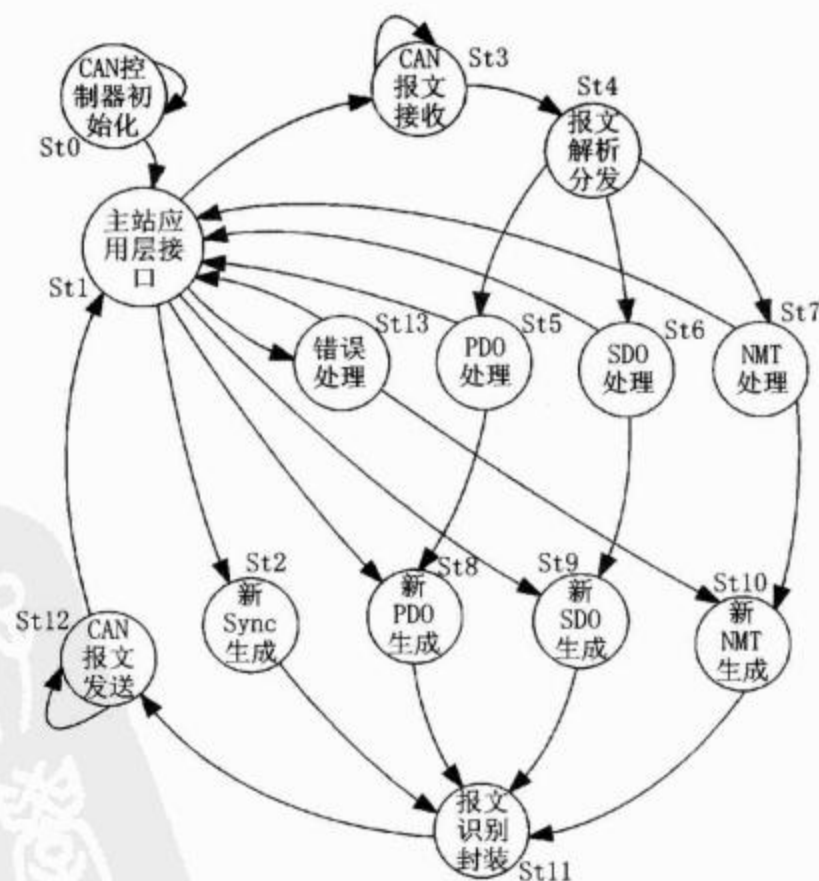 CAN控
制器初
始化
St0
CAN
报文
接收
St3
St4
报文
解析
分发
主站应
用层接
口
St1
错误
处理
St13
PDO
处理
St5
SDO
处理
St6
NMT
处理
St7
St2
新
Sync
生成
St8
新
PDO
生成
St9
新
SDO
生成
St10
新
NMT
生成
St12
CAN
报文
发送
报文
识别
封装
St11